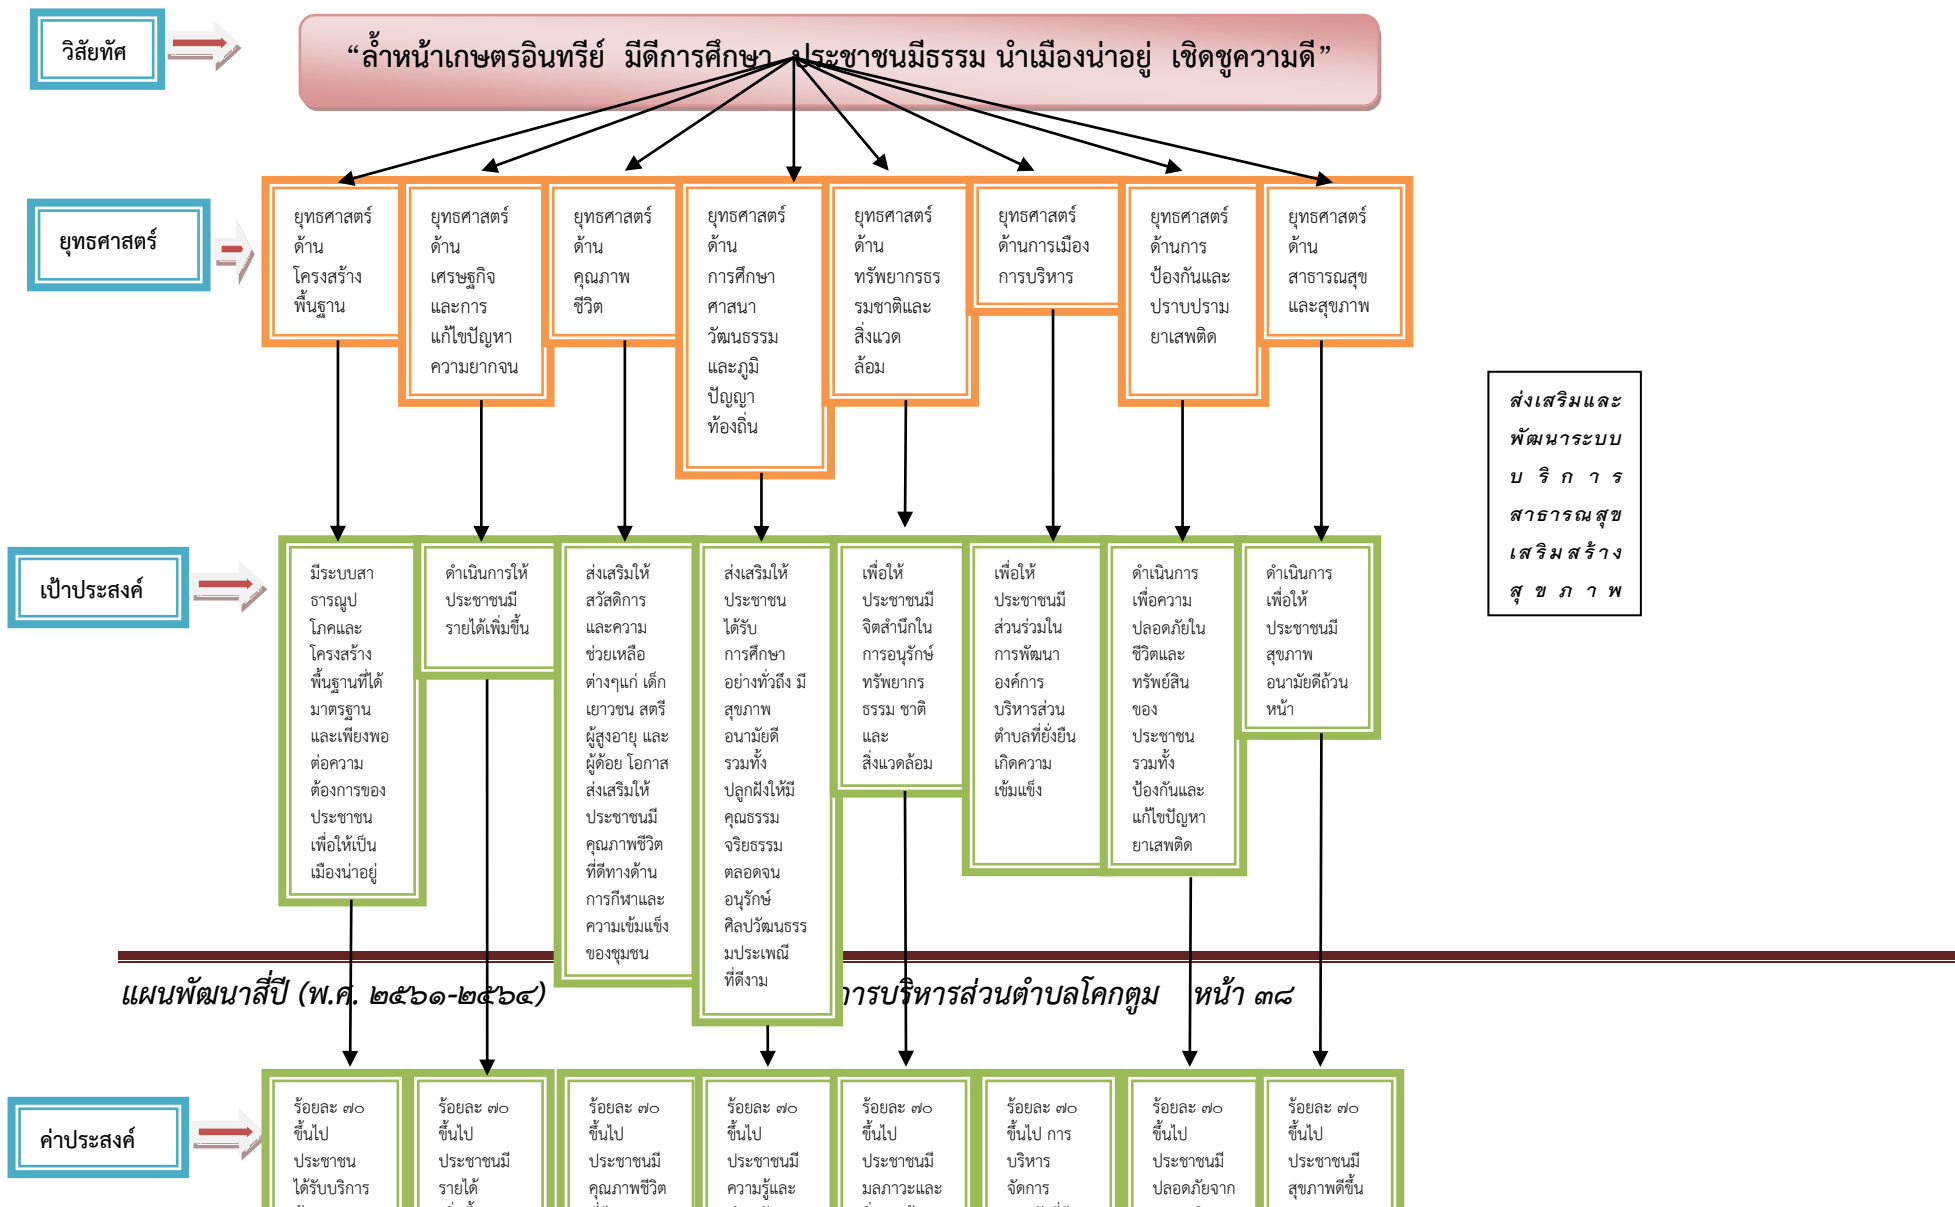 วิสัยทัศ
“ล้ำหน้าเกษตรอินทรีย์ มีดีการศึกษา ประชาชนมีธรรม นำเมืองน่าอยู่ เชิดชูความดี”
ยุทธศาสตร์
ยุทธศาสตร์
ด้าน
โครงสร้าง
พื้นฐาน
ยุทธศาสตร์
ด้าน
เศรษฐกิจ
และการ
แก้ไขปัญหา
ความยากจน
ยุทธศาสตร์
ด้าน
คุณภาพ
ชีวิต
ยุทธศาสตร์
ด้าน
การศึกษา
ศาสนา
วัฒนธรรม
และภูมิ
ปัญญา
ท้องถิ่น
ยุทธศาสตร์
ด้าน
ทรัพยากรธร
รมชาติและ
สิ่งแวด
ล้อม
ยุทธศาสตร์
ด้านการเมือง
การบริหาร
ยุทธศาสตร์
ด้านการ
ป้องกันและ
ปราบปราม
ยาเสพติด
ยุทธศาสตร์
ด้าน
สาธารณสุข
และสุขภาพ
ส่งเสริมและ
พัฒนาระบบ
บริการ
สาธารณสุข
เสริมสร้าง
สุขภาพ
เป้าประสงค์
มีระบบสา
ธารณูป
โภคและ
โครงสร้าง
พื้นฐานที่ได้
มาตรฐาน
และเพียงพอ
ต่อความ
ต้องการของ
ประชาชน
เพื่อให้เป็น
เมืองน่าอยู่
ดำเนินการให้
ประชาชนมี
รายได้เพิ่มขึ้น
ส่งเสริมให้
สวัสดิการ
และความ
ช่วยเหลือ
ต่างๆแก่ เด็ก
เยาวชน สตรี
ผู้สูงอายุ และ
ผู้ด้อย โอกาส
ส่งเสริมให้
ประชาชนมี
คุณภาพชีวิต
ที่ดีทางด้าน
การกีฬาและ
ความเข้มแข็ง
ของชุมชน
ส่งเสริมให้
ประชาชน
ได้รับ
การศึกษา
อย่างทั่วถึง มี
สุขภาพ
อนามัยดี
รวมทั้ง
ปลูกฝังให้มี
คุณธรรม
จริยธรรม
ตลอดจน
อนุรักษ์
ศิลปวัฒนธรร
มประเพณี
ที่ดีงาม
เพื่อให้
ประชาชนมี
จิตสำนึกใน
การอนุรักษ์
ทรัพยากร
ธรรม ชาติ
และ
สิ่งแวดล้อม
เพื่อให้
ประชาชนมี
ส่วนร่วมใน
การพัฒนา
องค์การ
บริหารส่วน
ตำบลที่ยั่งยืน
เกิดความ
เข้มแข็ง
ดำเนินการ
เพื่อความ
ปลอดภัยใน
ชีวิตและ
ทรัพย์สิน
ของ
ประชาชน
รวมทั้ง
ป้องกันและ
แก้ไขปัญหา
ยาเสพติด
ดำเนินการ
เพื่อให้
ประชาชนมี
สุขภาพ
อนามัยดีถ้วน
หน้า
แผนพัฒนาสี่ปี (พ.ศ. ๒๕๖๑-๒๕๖๔) การบริหารส่วนตำบลโคกตูม หน้า ๓๘
ค่าประสงค์
ร้อยละ ๗๐
ขึ้นไป
ประชาชน
ได้รับบริการ
ร้อยละ ๗๐
ขึ้นไป
ประชาชนมี
รายได้
ร้อยละ ๗๐
ขึ้นไป
ประชาชนมี
คุณภาพชีวิต
ร้อยละ ๗๐
ขึ้นไป
ประชาชนมี
ความรู้และ
ร้อยละ ๗๐
ขึ้นไป
ประชาชนมี
มลภาวะและ
ร้อยละ ๗๐
ขึ้นไป การ
บริหาร
จัดการ
ร้อยละ ๗๐
ขึ้นไป
ประชาชนมี
ปลอดภัยจาก
ร้อยละ ๗๐
ขึ้นไป
ประชาชนมี
สุขภาพดีขึ้น